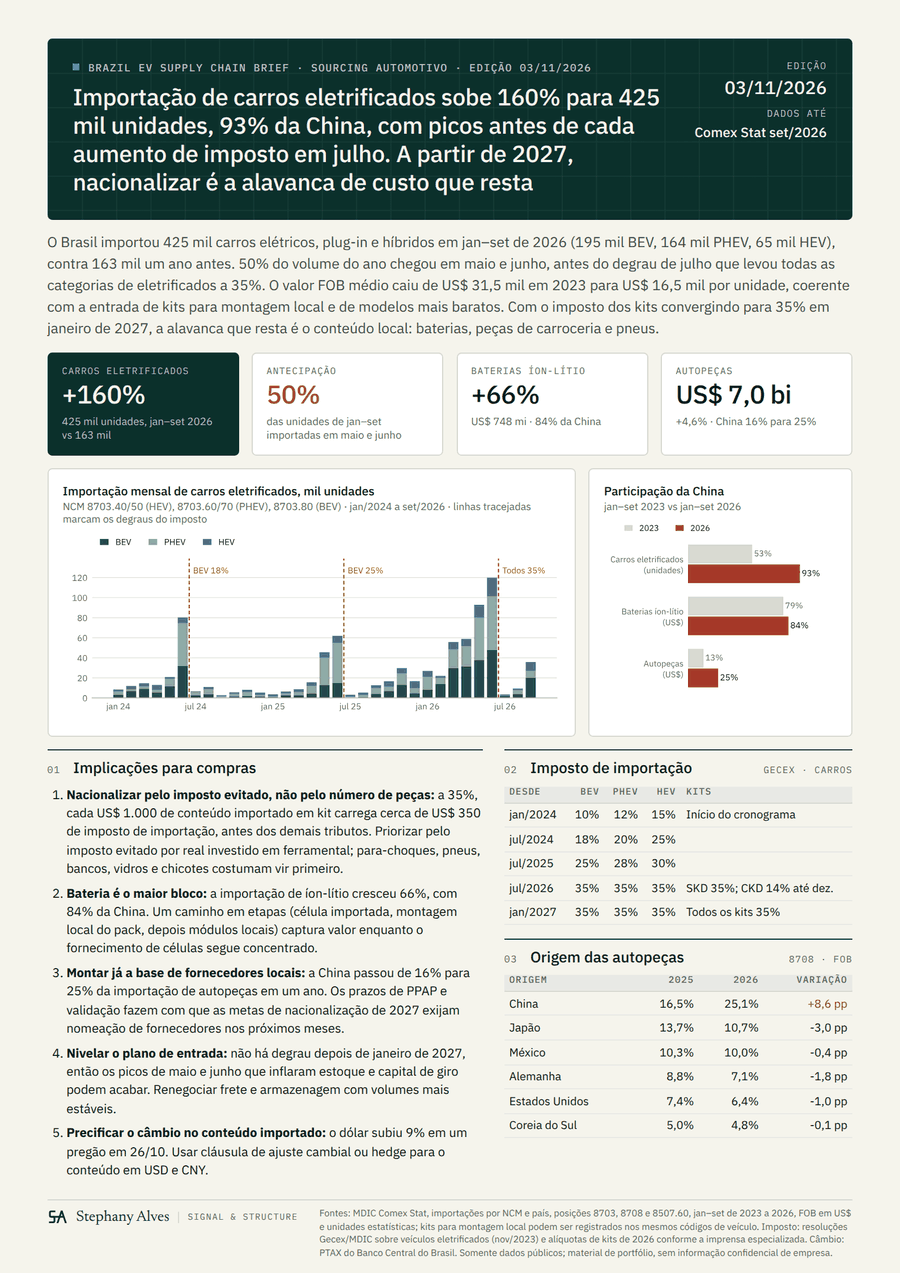 BRAZIL EV SUPPLY CHAIN BRIEF · SOURCING AUTOMOTIVO · EDIÇÃO 03/11/2026
Importação de carros eletrificados sobe 160% para 425
mil unidades, 93% da China, com picos antes de cada
aumento de imposto em julho. A partir de 2027,
nacionalizar é a alavanca de custo que resta
EDIÇÃO
03/11/2026
DADOS ATÉ
Comex Stat set/2026
O Brasil importou 425 mil carros elétricos, plug-in e híbridos em jan–set de 2026 (195 mil BEV, 164 mil PHEV, 65 mil HEV),
contra 163 mil um ano antes. 50% do volume do ano chegou em maio e junho, antes do degrau de julho que levou todas as
categorias de eletrificados a 35%. O valor FOB médio caiu de US$ 31,5 mil em 2023 para US$ 16,5 mil por unidade, coerente
com a entrada de kits para montagem local e de modelos mais baratos. Com o imposto dos kits convergindo para 35% em
janeiro de 2027, a alavanca que resta é o conteúdo local: baterias, peças de carroceria e pneus.
CARROS ELETRIFICADOS
+160%
425 mil unidades, jan–set 2026
vs 163 mil
ANTECIPAÇÃO
50%
das unidades de jan–set
importadas em maio e junho
BATERIAS ÍON-LÍTIO
+66%
US$ 748 mi · 84% da China
AUTOPEÇAS
US$ 7,0 bi
+4,6% · China 16% para 25%
Importação mensal de carros eletrificados, mil unidades
NCM 8703.40/50 (HEV), 8703.60/70 (PHEV), 8703.80 (BEV) · jan/2024 a set/2026 · linhas tracejadas
marcam os degraus do imposto
BEV PHEV HEV
BEV 18% BEV 25% Todos 35%
120
100
80
60
40
20
0
jan 24 jul 24 jan 25 jul 25 jan 26 jul 26
Participação da China
jan–set 2023 vs jan–set 2026
2023 2026
Carros eletrificados
(unidades)
53%
93%
Baterias íon-lítio
(US$)
79%
84%
Autopeças
(US$)
13%
25%
01 Implicações para compras
1. Nacionalizar pelo imposto evitado, não pelo número de peças: a 35%,
cada US$ 1.000 de conteúdo importado em kit carrega cerca de US$ 350
de imposto de importação, antes dos demais tributos. Priorizar pelo
imposto evitado por real investido em ferramental; para-choques, pneus,
bancos, vidros e chicotes costumam vir primeiro.
2. Bateria é o maior bloco: a importação de íon-lítio cresceu 66%, com
84% da China. Um caminho em etapas (célula importada, montagem
local do pack, depois módulos locais) captura valor enquanto o
fornecimento de células segue concentrado.
3. Montar já a base de fornecedores locais: a China passou de 16% para
25% da importação de autopeças em um ano. Os prazos de PPAP e
validação fazem com que as metas de nacionalização de 2027 exijam
nomeação de fornecedores nos próximos meses.
4. Nivelar o plano de entrada: não há degrau depois de janeiro de 2027,
então os picos de maio e junho que inflaram estoque e capital de giro
podem acabar. Renegociar frete e armazenagem com volumes mais
estáveis.
5. Precificar o câmbio no conteúdo importado: o dólar subiu 9% em um
pregão em 26/10. Usar cláusula de ajuste cambial ou hedge para o
conteúdo em USD e CNY.
02 Imposto de importação GECEX · CARROS
DESDE BEV PHEV HEV KITS
jan/2024 10% 12% 15% Início do cronograma
jul/2024 18% 20% 25%
jul/2025 25% 28% 30%
jul/2026 35% 35% 35% SKD 35%; CKD 14% até dez.
jan/2027 35% 35% 35% Todos os kits 35%
03 Origem das autopeças 8708 · FOB
ORIGEM 2025 2026 VARIAÇÃO
China 16,5% 25,1% +8,6 pp
Japão 13,7% 10,7% -3,0 pp
México 10,3% 10,0% -0,4 pp
Alemanha 8,8% 7,1% -1,8 pp
Estados Unidos 7,4% 6,4% -1,0 pp
Coreia do Sul 5,0% 4,8% -0,1 pp
SA Stephany Alves SIGNAL & STRUCTURE
Fontes: MDIC Comex Stat, importações por NCM e país, posições 8703, 8708 e 8507.60, jan–set de 2023 a 2026, FOB em US$
e unidades estatísticas; kits para montagem local podem ser registrados nos mesmos códigos de veículo. Imposto: resoluções
Gecex/MDIC sobre veículos eletrificados (nov/2023) e alíquotas de kits de 2026 conforme a imprensa especializada. Câmbio:
PTAX do Banco Central do Brasil. Somente dados públicos; material de portfólio, sem informação confidencial de empresa.